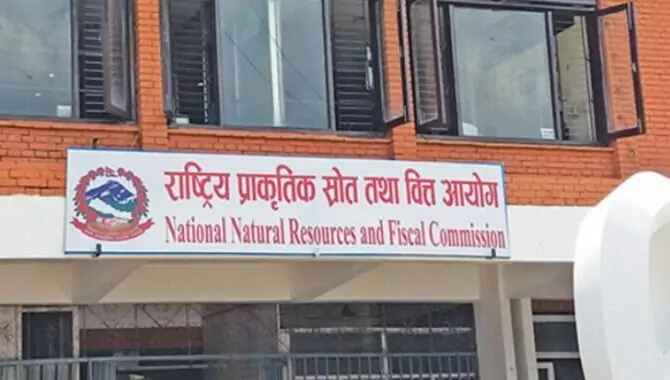 राष्ट्रिय प्राकृतिक स्रोत तथा वित्त आयोग
National Natural Resources and Fiscal Commission